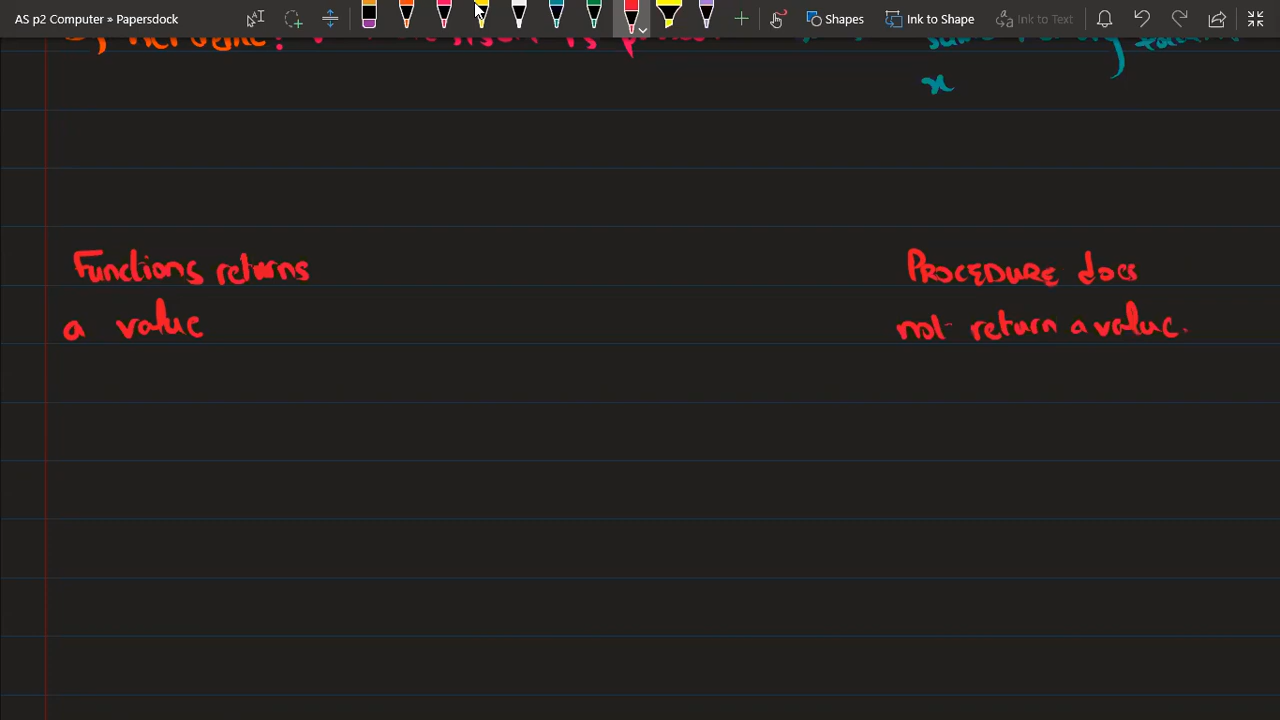 AS p2 Computer » Papersdock
Shapes
Ink to Shape
Ink to Text
same
x
Functions returns
a value
PROCEDURE does
not return a value.